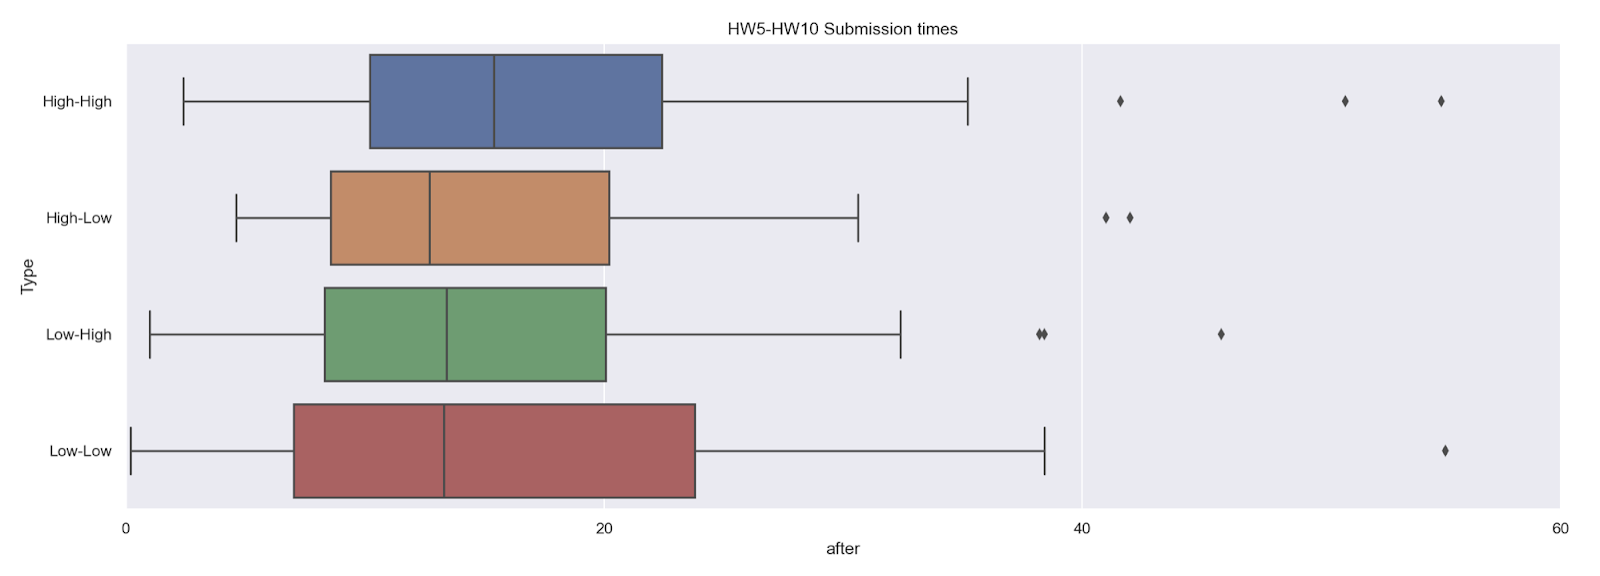 HW5-HW10 Submission times
High-High
High-Low
Low-High
Low-Low
Type
0 20 40 60
after